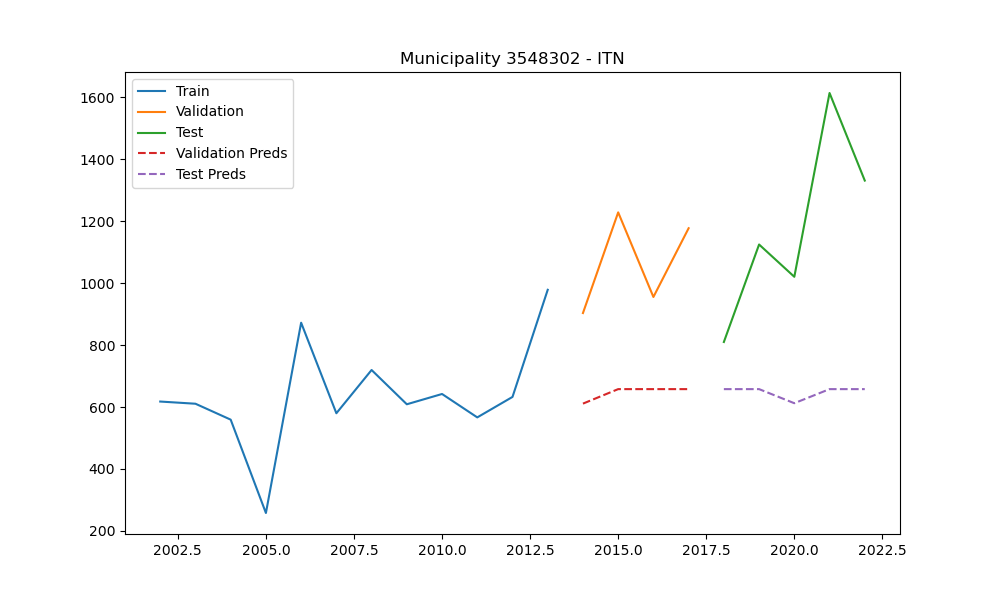 Municipality 3548302 - ITN
Train
Validation
Test
Validation Preds
Test Preds
1600
1400
1200
1000
800
600
400
200
2002.5 2005.0 2007.5 2010.0 2012.5 2015.0 2017.5 2020.0 2022.5